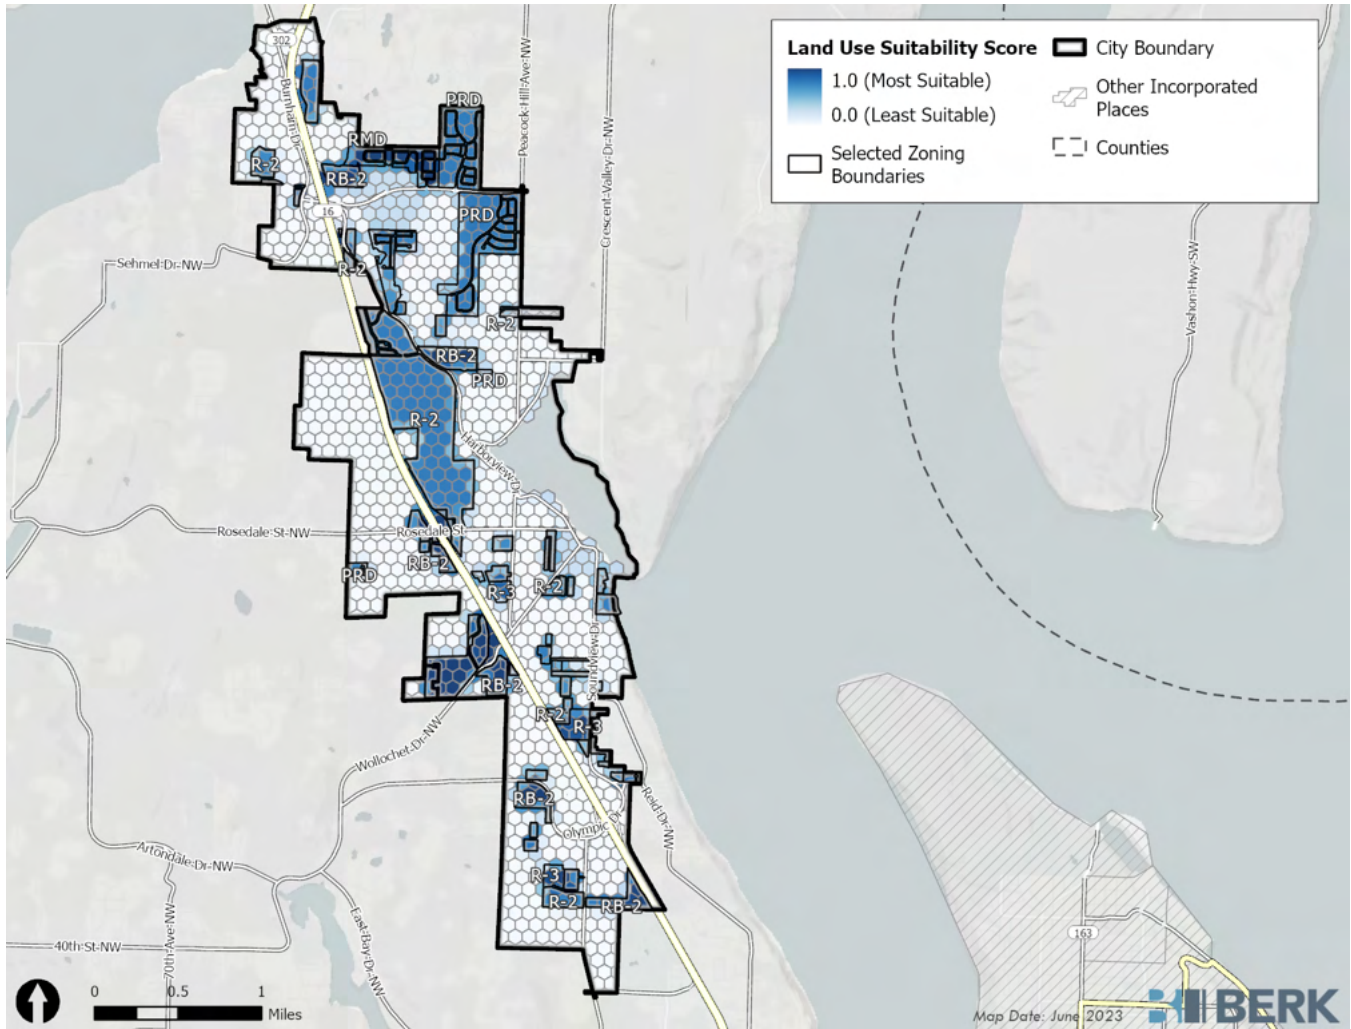 Land Use Suitability Score
1.0 (Most Suitable)
0.0 (Least Suitable)
Selected Zoning
Boundaries
City Boundary
Other Incorporated
Places
Counties
302
Burnham-Dr
PRD
Peacock-Hill-Ave-NW
Crescent-Valley-Dr-NW
RMD
R-2
RB-2
16
PRD
Sehmel-Dr-NW
R-2
R-2
Vashon-Hwy-SW
RB-2
PRD
R-2
Harborview-Dr
Rosedale St-NW
Rosedale St
RB-2
PRD
R-3
R-2
Soundview-Dr
RB-2
R-2
R-3
Wollochet-Dr-NW
RB-2
Reid-Dr-NW
Olympic-Dr
Artondale-Dr-NW
R-3
R-2
RB-2
70th-Ave-NW
East-Bay-Dr-NW
40th-St-NW
163
0 0.5 1
Miles
Map Date: June 2023
BERK